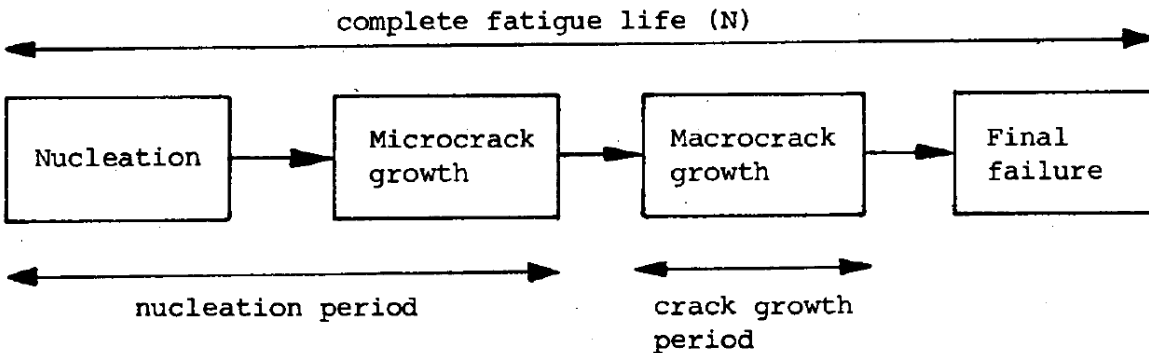 complete fatigue life (N)
Nucleation
Microcrack
growth
Macrocrack
growth
Final
failure
nucleation period
crack growth
period